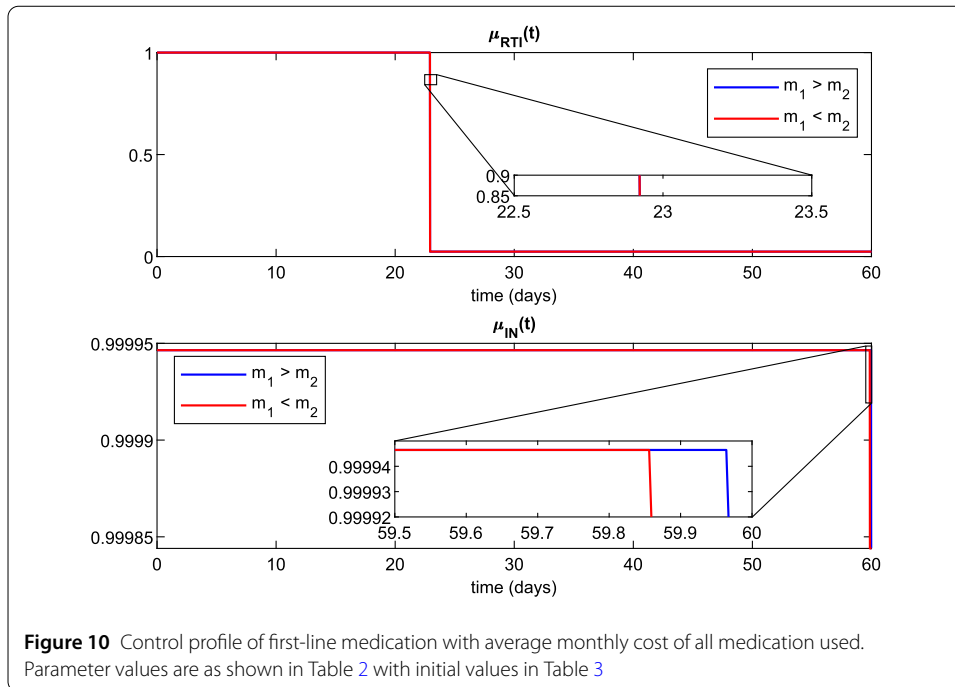 μRTI(t)
1
0.5
0
m1 > m2
m1 < m2
0.9
0.85
22.5 23 23.5
0 10 20 30 40 50 60
time (days)
μIN(t)
0.99995
0.9999
0.99985
m1 > m2
m1 < m2
0.99994
0.99993
0.99992
59.5 59.6 59.7 59.8 59.9 60
0 10 20 30 40 50 60
time (days)
Figure 10 Control profile of first-line medication with average monthly cost of all medication used.
Parameter values are as shown in Table 2 with initial values in Table 3